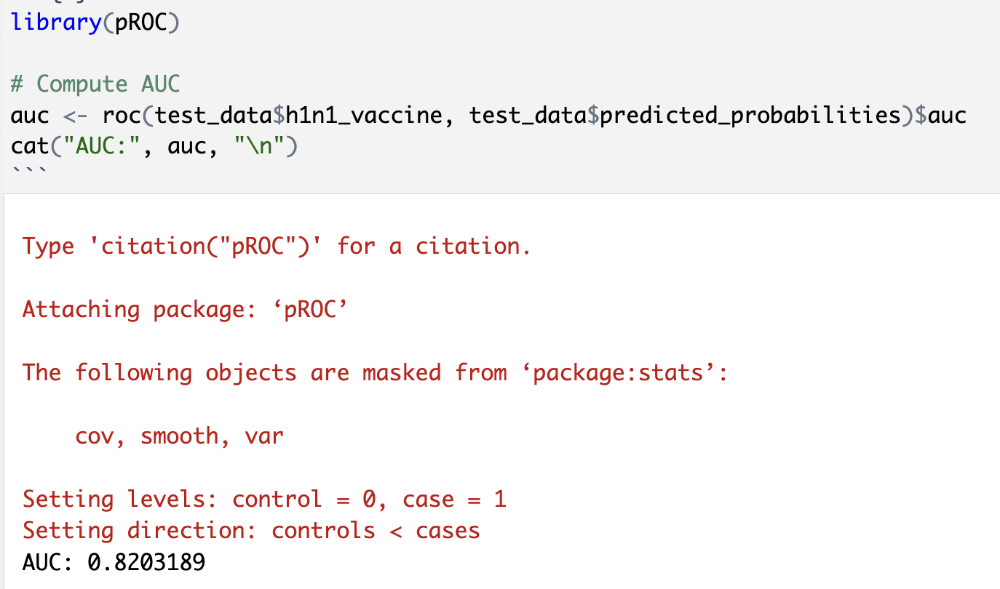 library(pROC)
# Compute AUC
auc <- roc(test_data$h1n1_vaccine, test_data$predicted_probabilities)$auc
cat("AUC:", auc, "\n")
```
Type 'citation("pROC")' for a citation.
Attaching package: ‘pROC’
The following objects are masked from ‘package:stats’:
cov, smooth, var
Setting levels: control = 0, case = 1
Setting direction: controls < cases
AUC: 0.8203189